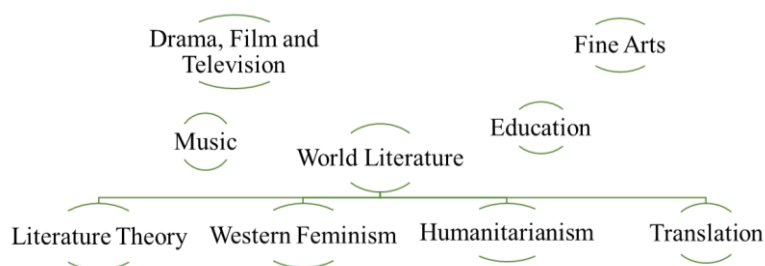 Drama, Film and
Television
Fine Arts
Music
Education
World Literature
Literature Theory
Western Feminism
Humanitarianism
Translation